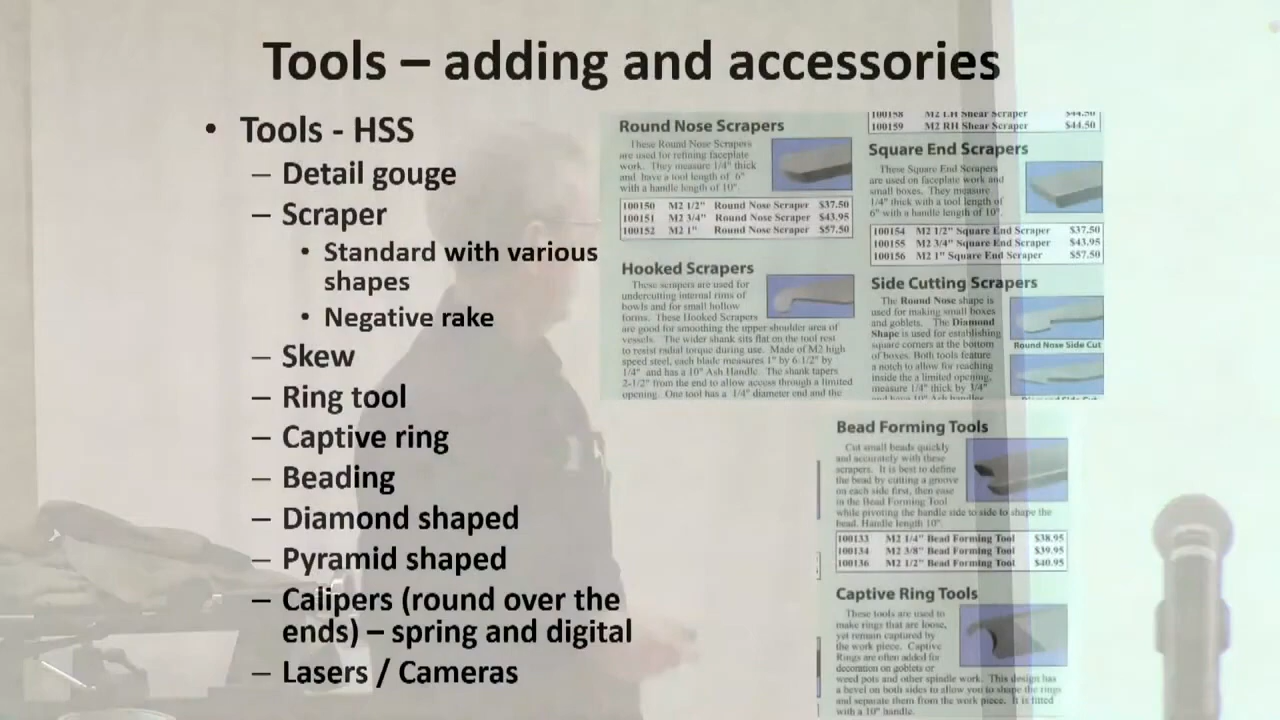 Tools – adding and accessories
• Tools - HSS
– Detail gouge
– Scraper
• Standard with various
shapes
• Negative rake
– Skew
– Ring tool
– Captive ring
– Beading
– Diamond shaped
– Pyramid shaped
– Calipers (round over the
ends) – spring and digital
– Lasers / Cameras
Round Nose Scrapers
These Round Nose Scrapers
are used for refining faceplate
work. They measure 1/4" thick
and have a tool length of 6"
with a handle length of 10".
100150 M2 1/2" Round Nose Scraper $37.50
100151 M2 3/4" Round Nose Scraper $43.95
100152 M2 1" Round Nose Scraper $57.50
Hooked Scrapers
These scrapers are used for
undercutting internal rims of
bowls and for small hollow
forms. These Hooked Scrapers
are good for smoothing the upper shoulder area of
vessels. The wider shank sits flat on the tool rest
to resist radial torque during use. Made of M2 high
speed steel, each blade measures 1" by 6-1/2" by
1/4" and has a 10" Ash Handle. The shank tapers
2-1/2" from the end to allow access through a limited
opening. One tool has a 1/4" diameter end and the
100158 M2 LH Shear Scraper $44.50
100159 M2 RH Shear Scraper $44.50
Square End Scrapers
These Square End Scrapers
are used on faceplate work and
small boxes. They measure
1/4" thick with a tool length of
6" with a handle length of 10".
100154 M2 1/2" Square End Scraper $37.50
100155 M2 3/4" Square End Scraper $43.95
100156 M2 1" Square End Scraper $57.50
Side Cutting Scrapers
The Round Nose shape is
used for making small boxes
and goblets. The Diamond
Shape is used for establishing
square corners at the bottom
of boxes. Both tools feature
a notch to allow for reaching
inside the a limited opening,
measure 1/4" thick by 3/4"
and have 10" Ash handles
Round Nose Side Cut
Diamond Side Cut
Bead Forming Tools
Cut small beads quickly
and accurately with these
scrapers. It is best to define
the bead by cutting a groove
on each side first, then ease
in the Bead Forming Tool
while pivoting the handle side to side to shape the
bead. Handle length 10".
100133 M2 1/4" Bead Forming Tool $38.95
100134 M2 3/8" Bead Forming Tool $39.95
100136 M2 1/2" Bead Forming Tool $40.95
Captive Ring Tools
These tools are used to
make rings that are loose,
yet remain captured by
the work piece. Captive
Rings are often added for
decoration on goblets or
weed pots and other spindle work. This design has
a bevel on both sides to allow you to shape the rings
and separate them from the work piece. It is fitted
with a 10" handle.